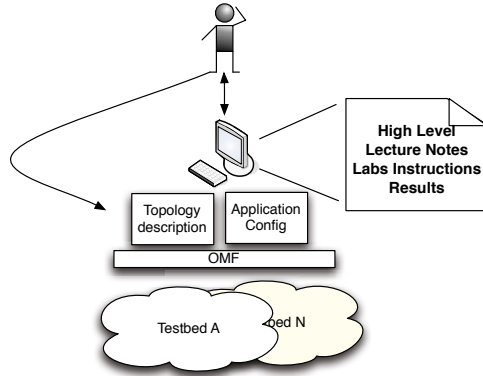 High Level
Lecture Notes
Labs Instructions
Results
Topology
description
Application
Config
OMF
Testbed A
bed N